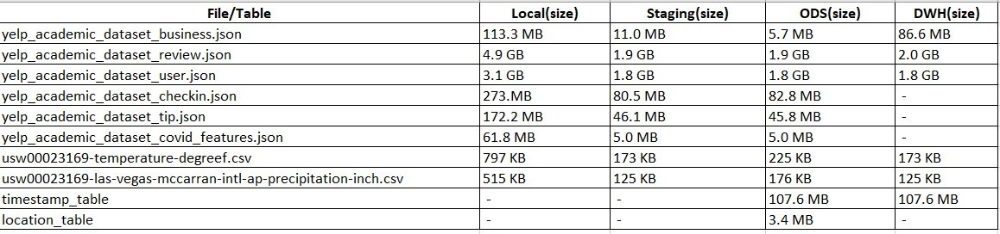 File/Table Local(size) Staging(size) ODS(size) DWH(size)
yelp_academic_dataset_business.json 113.3 MB 11.0 MB 5.7 MB 86.6 MB
yelp_academic_dataset_review.json 4.9 GB 1.9 GB 1.9 GB 2.0 GB
yelp_academic_dataset_user.json 3.1 GB 1.8 GB 1.8 GB 1.8 GB
yelp_academic_dataset_checkin.json 273.MB 80.5 MB 82.8 MB -
yelp_academic_dataset_tip.json 172.2 MB 46.1 MB 45.8 MB -
yelp_academic_dataset_covid_features.json 61.8 MB 5.0 MB 5.0 MB -
usw00023169-temperature-degreef.csv 797 KB 173 KB 225 KB 173 KB
usw00023169-las-vegas-mccarran-intl-ap-precipitation-inch.csv 515 KB 125 KB 176 KB 125 KB
timestamp_table - - 107.6 MB 107.6 MB
location_table - - 3.4 MB -